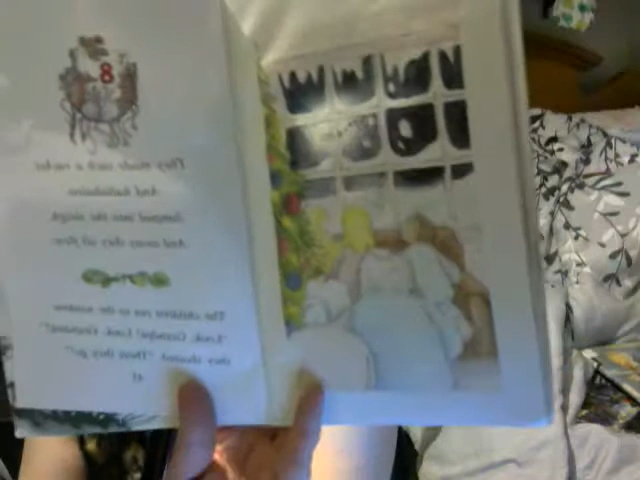 8
They made such a racket
And hullabaloo
Jumped into the sleigh
And away they all flew.
The children ran to the window.
"Look, Grandpa! Look, Grandma!"
they shouted. "There they go!"